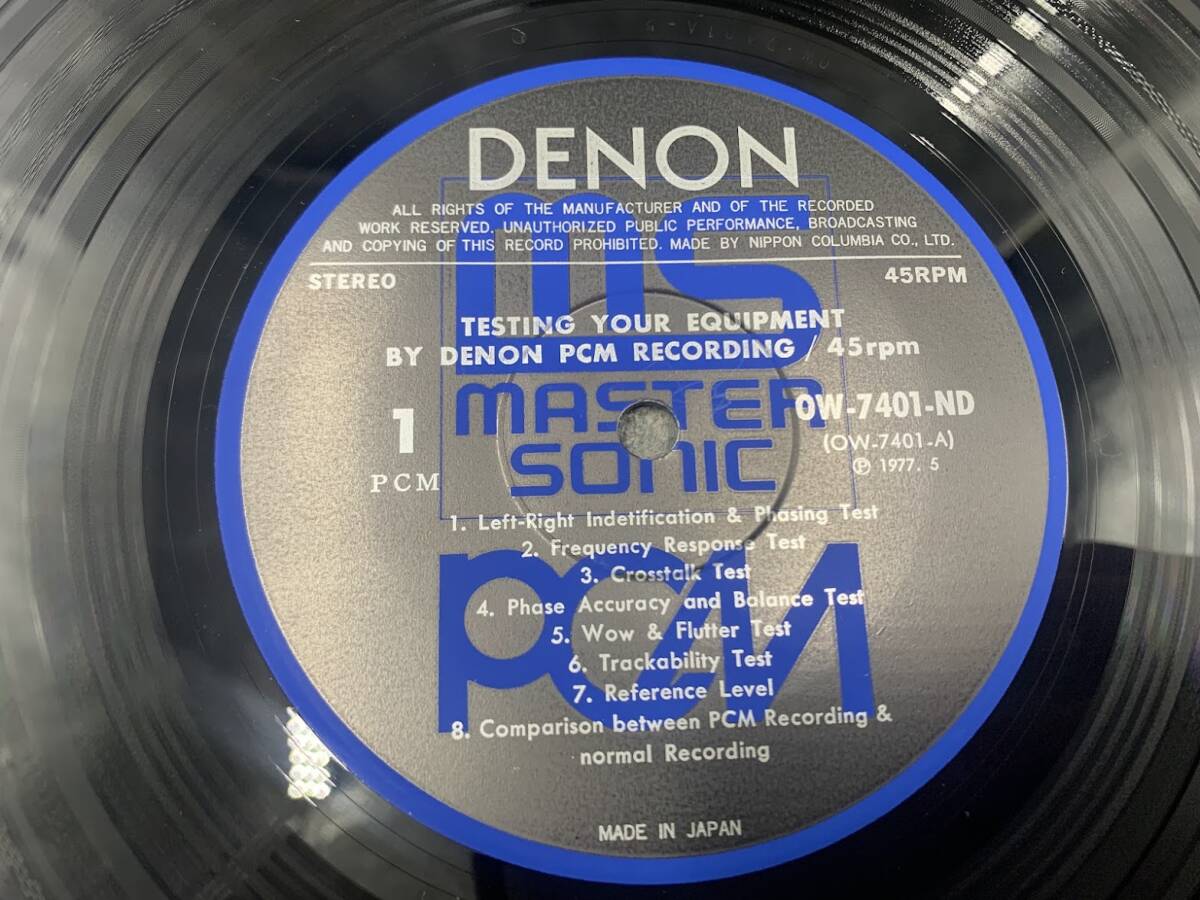 DENON
ALL RIGHTS OF THE MANUFACTURER AND OF THE RECORDED
WORK RESERVED. UNAUTHORIZED PUBLIC PERFORMANCE, BROADCASTING
AND COPYING OF THIS RECORD PROHIBITED. MADE BY NIPPON COLUMBIA CO., LTD.
STEREO 45RPM
ms
TESTING YOUR EQUIPMENT
BY DENON PCM RECORDING / 45rpm
MASTER
SONIC
OW-7401-ND
(OW-7401-A)
℗ 1977. 5
1
PCM
1. Left-Right Indetification & Phasing Test
2. Frequency Response Test
3. Crosstalk Test
4. Phase Accuracy and Balance Test
5. Wow & Flutter Test
6. Trackability Test
7. Reference Level
8. Comparison between PCM Recording &
normal Recording
PCM
MADE IN JAPAN